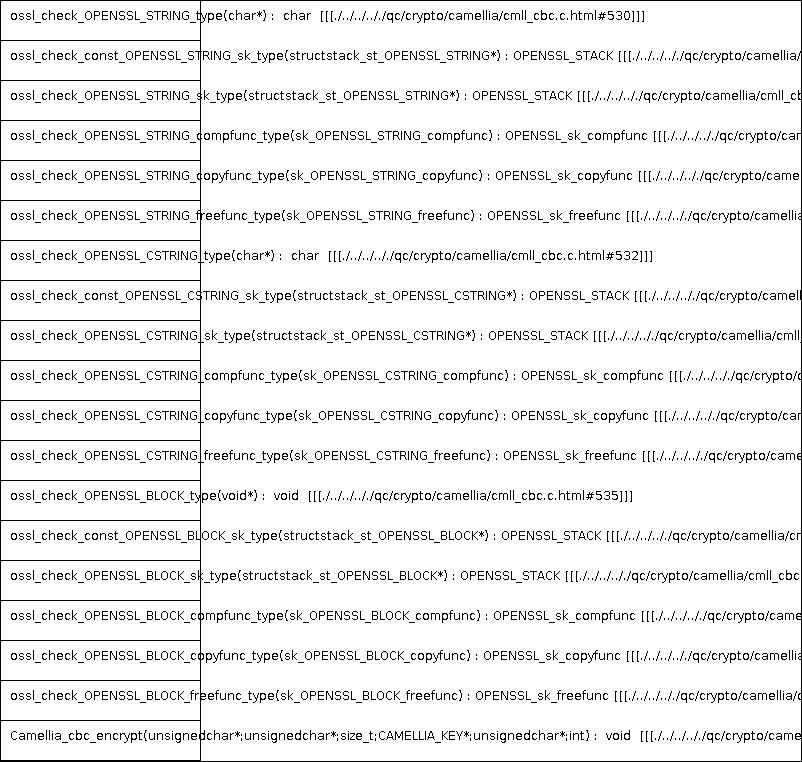 ossl_check_OPENSSL_STRING_type(char*) : char [[[./../../../qc/crypto/camellia/cmll_cbc.c.html#530]]]
ossl_check_const_OPENSSL_STRING_sk_type(structstack_st_OPENSSL_STRING*) : OPENSSL_STACK [[[./../../../qc/crypto/camellia/
ossl_check_OPENSSL_STRING_sk_type(structstack_st_OPENSSL_STRING*) : OPENSSL_STACK [[[./../../../qc/crypto/camellia/cmll_cb
ossl_check_OPENSSL_STRING_compfunc_type(sk_OPENSSL_STRING_compfunc) : OPENSSL_sk_compfunc [[[./../../../qc/crypto/ca
ossl_check_OPENSSL_STRING_copyfunc_type(sk_OPENSSL_STRING_copyfunc) : OPENSSL_sk_copyfunc [[[./../../../qc/crypto/came
ossl_check_OPENSSL_STRING_freefunc_type(sk_OPENSSL_STRING_freefunc) : OPENSSL_sk_freefunc [[[./../../../qc/crypto/camellia
ossl_check_OPENSSL_CSTRING_type(char*) : char [[[./../../../qc/crypto/camellia/cmll_cbc.c.html#532]]]
ossl_check_const_OPENSSL_CSTRING_sk_type(structstack_st_OPENSSL_CSTRING*) : OPENSSL_STACK [[[./../../../qc/crypto/camell
ossl_check_OPENSSL_CSTRING_sk_type(structstack_st_OPENSSL_CSTRING*) : OPENSSL_STACK [[[./../../../qc/crypto/camellia/cmll
ossl_check_OPENSSL_CSTRING_compfunc_type(sk_OPENSSL_CSTRING_compfunc) : OPENSSL_sk_compfunc [[[./../../../qc/crypto/c
ossl_check_OPENSSL_CSTRING_copyfunc_type(sk_OPENSSL_CSTRING_copyfunc) : OPENSSL_sk_copyfunc [[[./../../../qc/crypto/ca
ossl_check_OPENSSL_CSTRING_freefunc_type(sk_OPENSSL_CSTRING_freefunc) : OPENSSL_sk_freefunc [[[./../../../qc/crypto/came
ossl_check_OPENSSL_BLOCK_type(void*) : void [[[./../../../qc/crypto/camellia/cmll_cbc.c.html#535]]]
ossl_check_const_OPENSSL_BLOCK_sk_type(structstack_st_OPENSSL_BLOCK*) : OPENSSL_STACK [[[./../../../qc/crypto/camellia/cm
ossl_check_OPENSSL_BLOCK_sk_type(structstack_st_OPENSSL_BLOCK*) : OPENSSL_STACK [[[./../../../qc/crypto/camellia/cmll_cbc
ossl_check_OPENSSL_BLOCK_compfunc_type(sk_OPENSSL_BLOCK_compfunc) : OPENSSL_sk_compfunc [[[./../../../qc/crypto/came
ossl_check_OPENSSL_BLOCK_copyfunc_type(sk_OPENSSL_BLOCK_copyfunc) : OPENSSL_sk_copyfunc [[[./../../../qc/crypto/camellia
ossl_check_OPENSSL_BLOCK_freefunc_type(sk_OPENSSL_BLOCK_freefunc) : OPENSSL_sk_freefunc [[[./../../../qc/crypto/camellia/c
Camellia_cbc_encrypt(unsignedchar*;unsignedchar*;size_t;CAMELLIA_KEY*;unsignedchar*;int) : void [[[./../../../qc/crypto/came